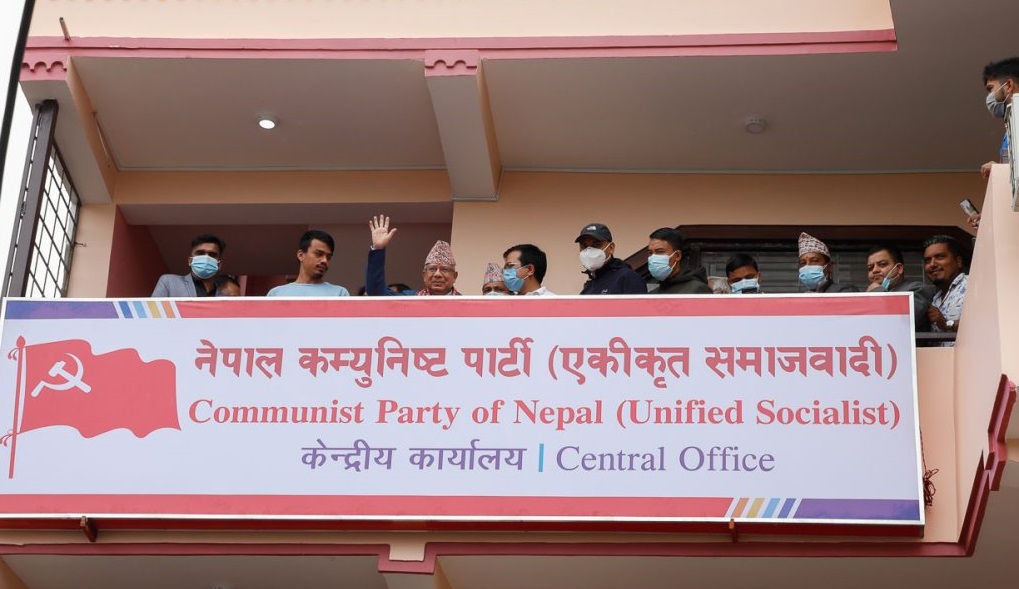 नेपाल कम्युनिष्ट पार्टी (एकीकृत समाजवादी)
Communist Party of Nepal (Unified Socialist)
केन्द्रीय कार्यालय | Central Office